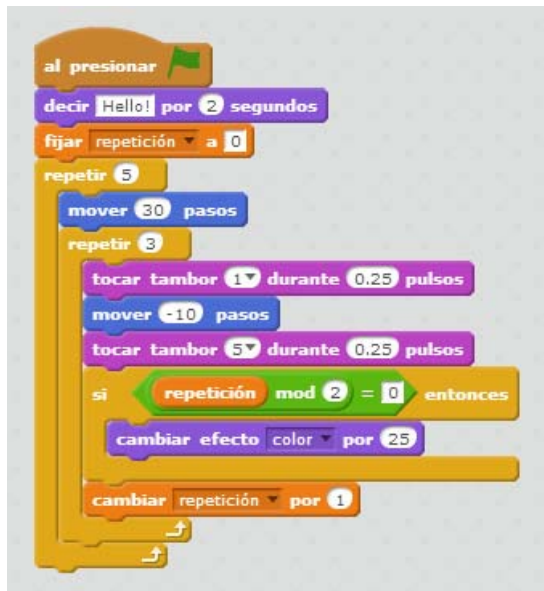 al presionar
decir Hello! por 2 segundos
fijar repetición a 0
repetir 5
mover 30 pasos
repetir 3
tocar tambor 1 durante 0.25 pulsos
mover -10 pasos
tocar tambor 5 durante 0.25 pulsos
si repetición mod 2 = 0 entonces
cambiar efecto color por 25
cambiar repetición por 1